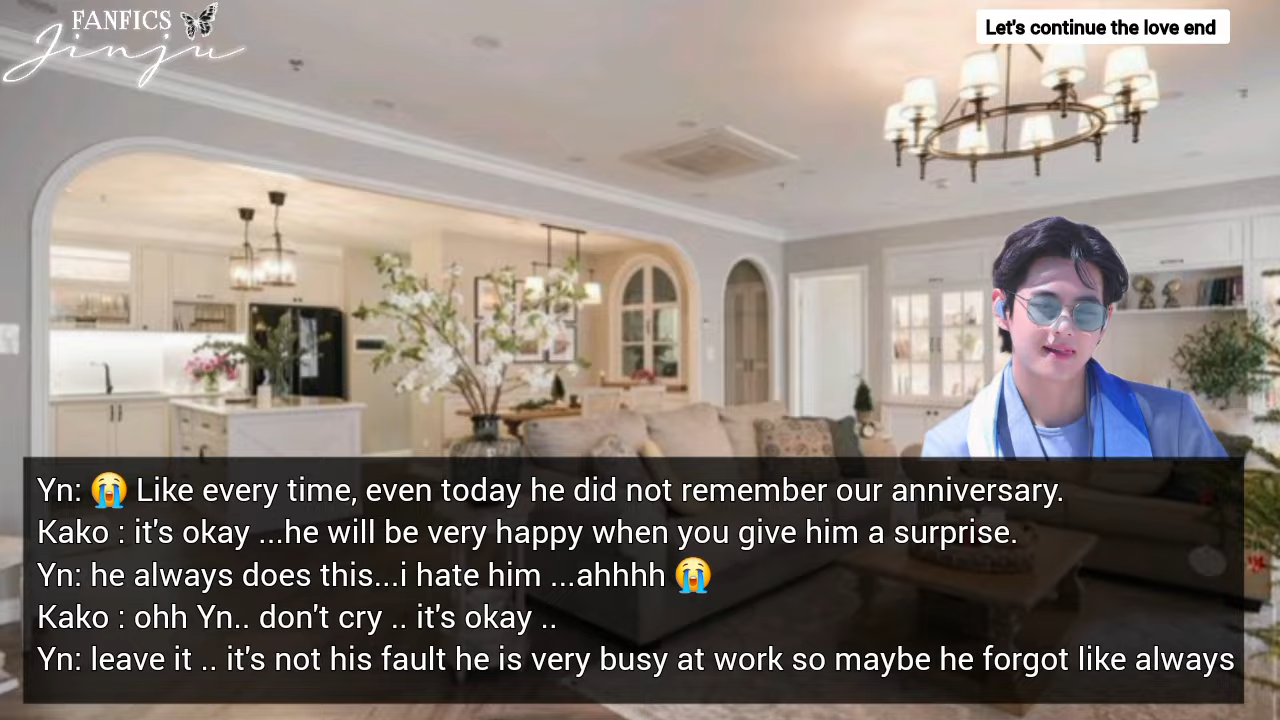 FANFICS
Jinju
Let's continue the love end
Yn: 😭 Like every time, even today he did not remember our anniversary.
Kako : it's okay ...he will be very happy when you give him a surprise.
Yn: he always does this...i hate him ...ahhhh 😭
Kako : ohh Yn.. don't cry .. it's okay ..
Yn: leave it .. it's not his fault he is very busy at work so maybe he forgot like always